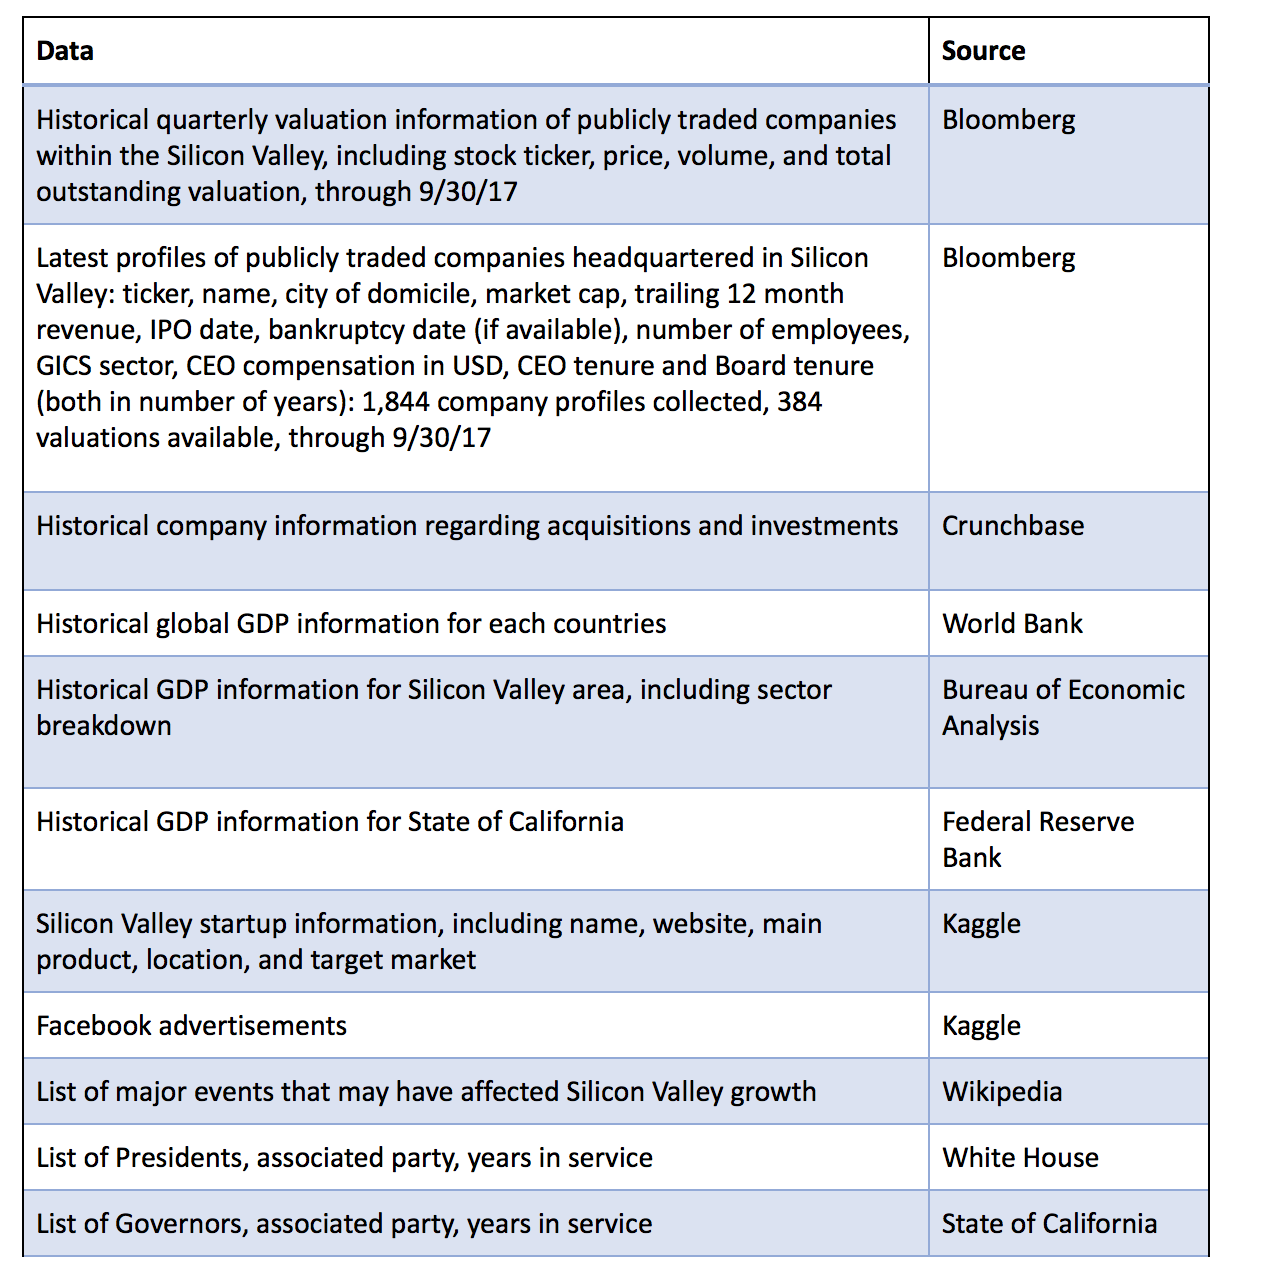 Data
Source
Historical quarterly valuation information of publicly traded companies
within the Silicon Valley, including stock ticker, price, volume, and total
outstanding valuation, through 9/30/17
Bloomberg
Latest profiles of publicly traded companies headquartered in Silicon
Valley: ticker, name, city of domicile, market cap, trailing 12 month
revenue, IPO date, bankruptcy date (if available), number of employees,
GICS sector, CEO compensation in USD, CEO tenure and Board tenure
(both in number of years): 1,844 company profiles collected, 384
valuations available, through 9/30/17
Bloomberg
Historical company information regarding acquisitions and investments
Crunchbase
Historical global GDP information for each countries
World Bank
Historical GDP information for Silicon Valley area, including sector
breakdown
Bureau of Economic
Analysis
Historical GDP information for State of California
Federal Reserve
Bank
Silicon Valley startup information, including name, website, main
product, location, and target market
Kaggle
Facebook advertisements
Kaggle
List of major events that may have affected Silicon Valley growth
Wikipedia
List of Presidents, associated party, years in service
White House
List of Governors, associated party, years in service
State of California